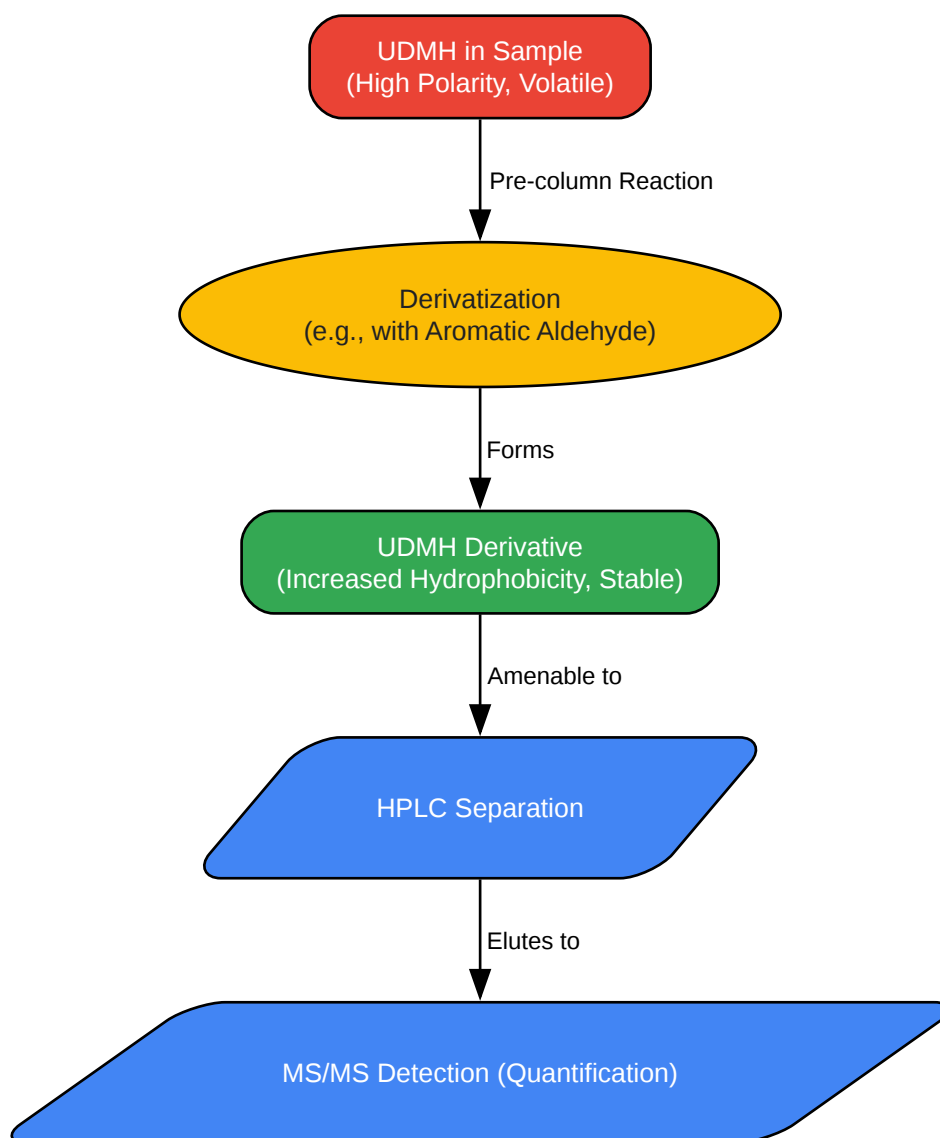 UDMH in Sample
(High Polarity, Volatile)
Pre-column Reaction
Derivatization
(e.g., with Aromatic Aldehyde)
Forms
UDMH Derivative
(Increased Hydrophobicity, Stable)
Amenable to
HPLC Separation
Elutes to
MS/MS Detection (Quantification)